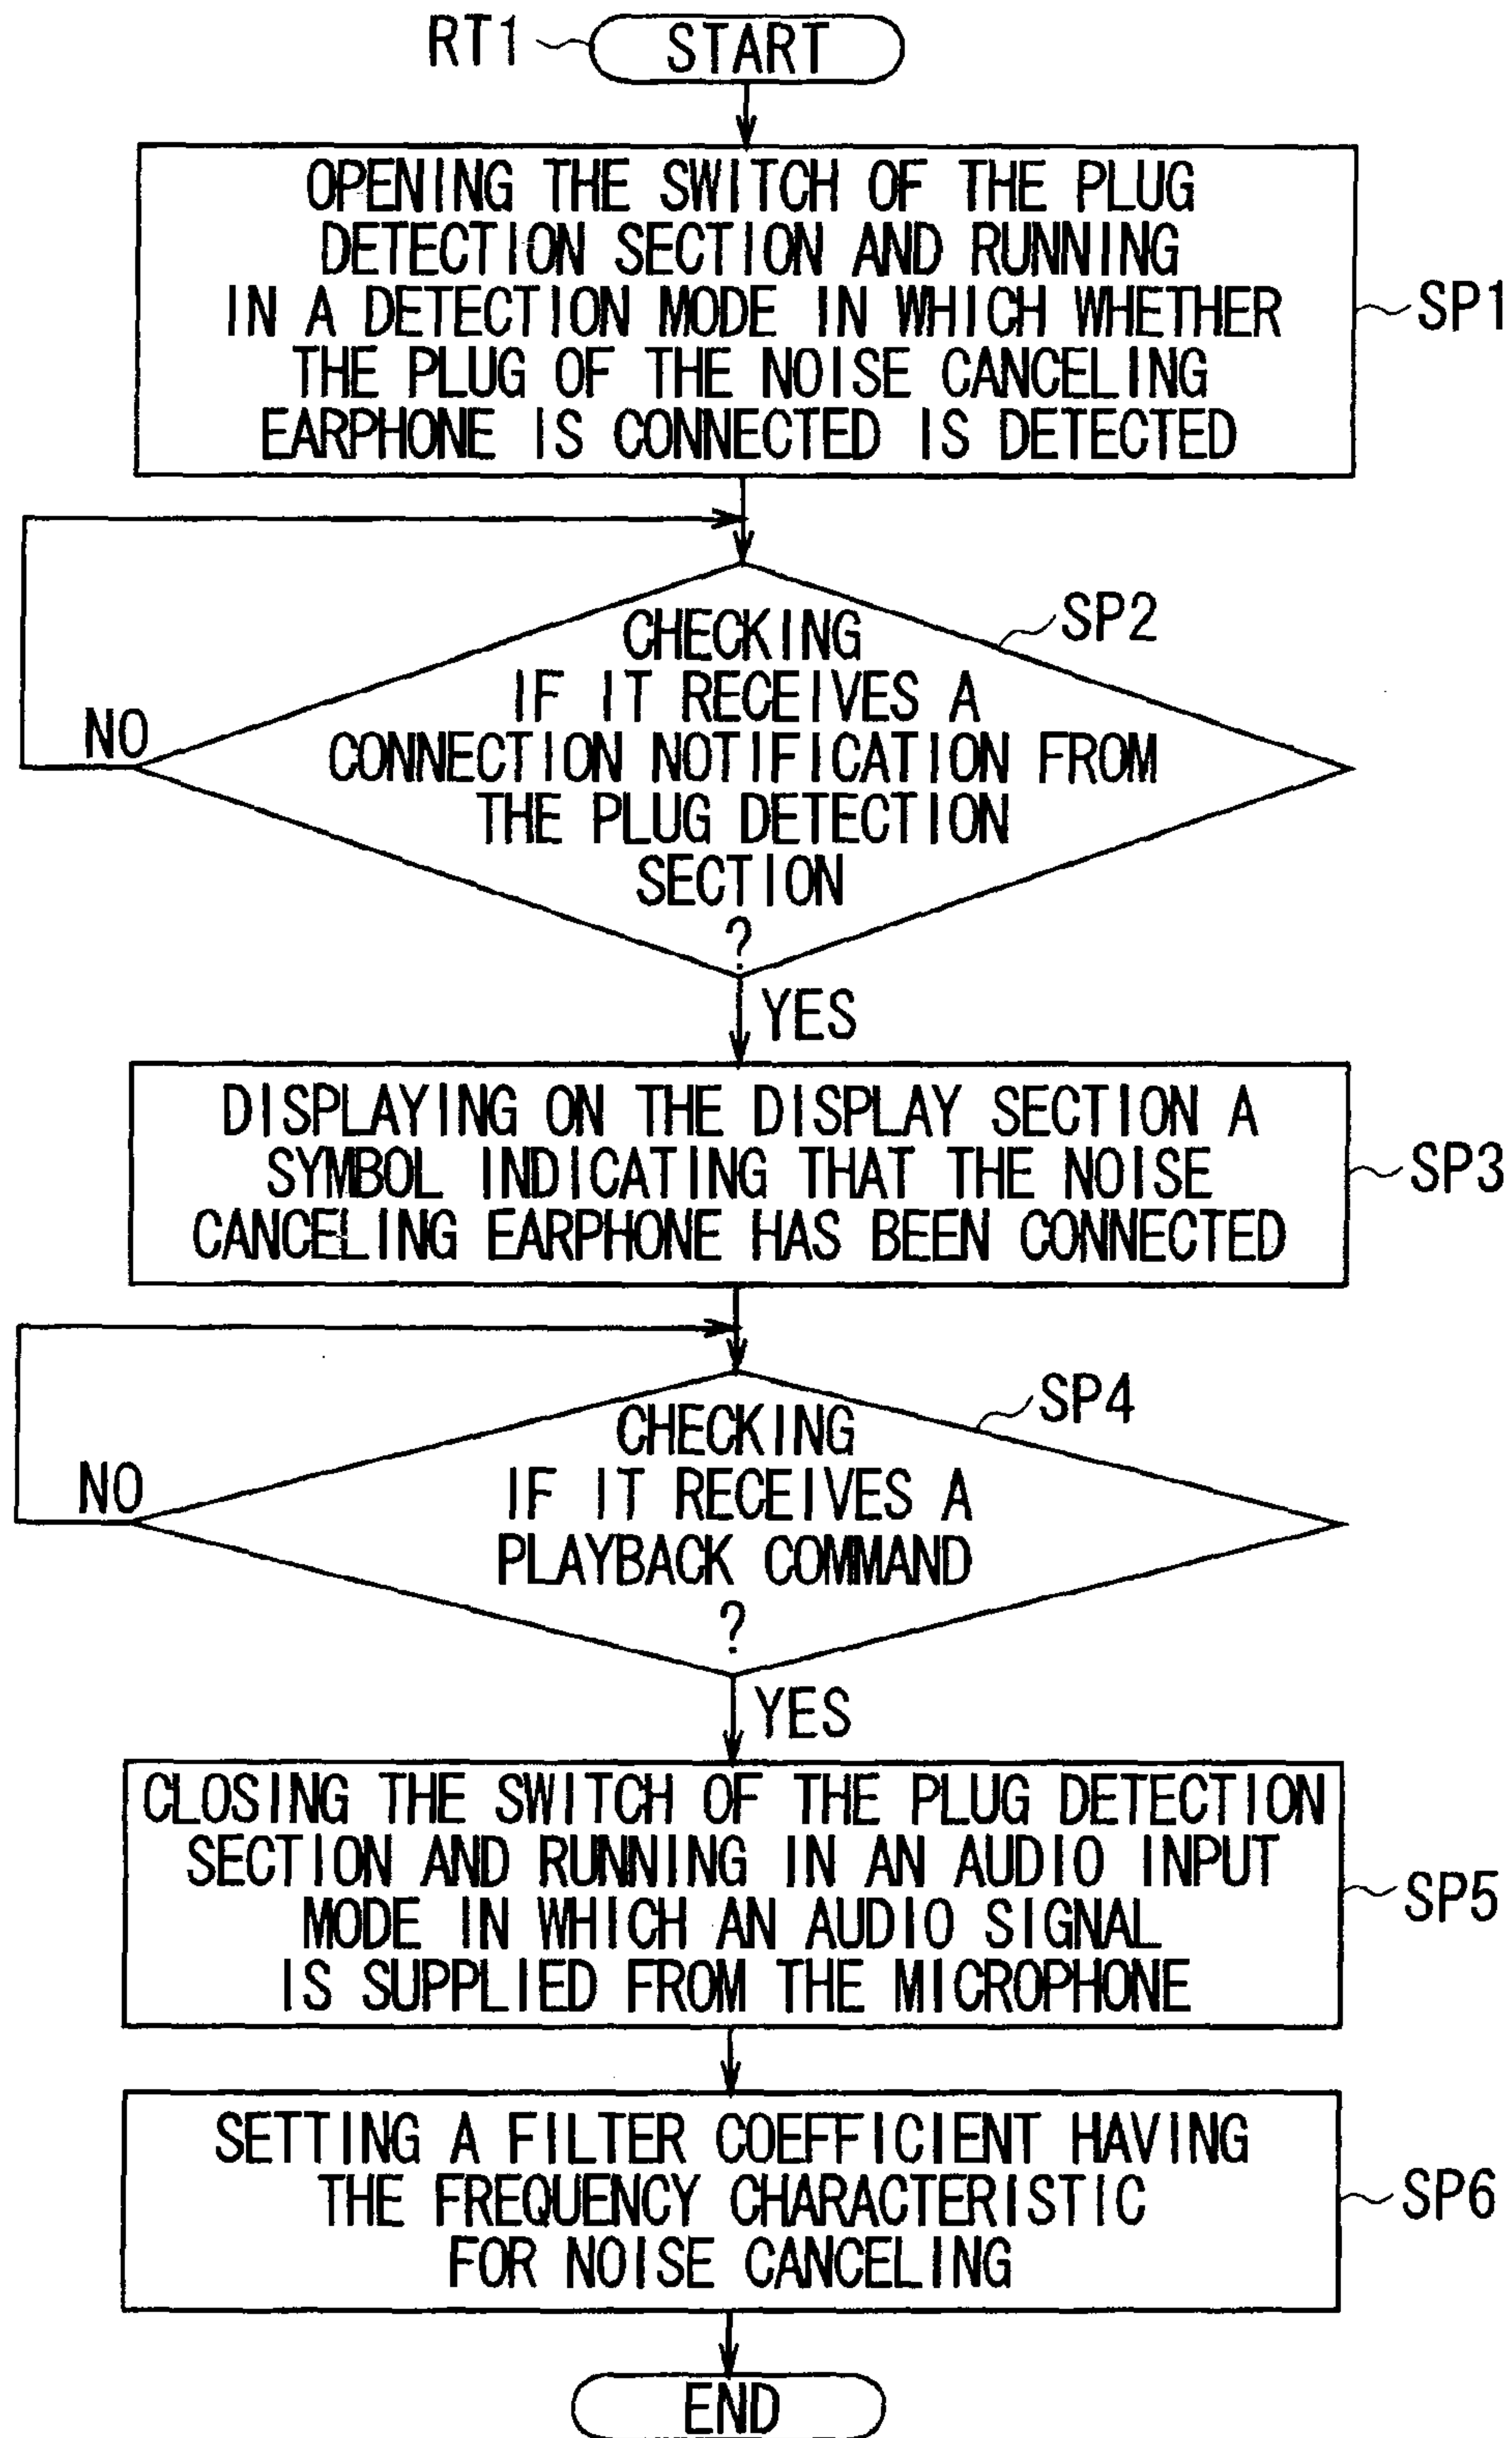 RT1
START
OPENING THE SWITCH OF THE PLUG
DETECTION SECTION AND RUNNING
IN A DETECTION MODE IN WHICH WHETHER
THE PLUG OF THE NOISE CANCELING
EARPHONE IS CONNECTED IS DETECTED
SP1
SP2
CHECKING
IF IT RECEIVES A
CONNECTION NOTIFICATION FROM
THE PLUG DETECTION
SECTION
?
NO
YES
DISPLAYING ON THE DISPLAY SECTION A
SYMBOL INDICATING THAT THE NOISE
CANCELING EARPHONE HAS BEEN CONNECTED
SP3
SP4
CHECKING
IF IT RECEIVES A
PLAYBACK COMMAND
?
NO
YES
CLOSING THE SWITCH OF THE PLUG DETECTION
SECTION AND RUNNING IN AN AUDIO INPUT
MODE IN WHICH AN AUDIO SIGNAL
IS SUPPLIED FROM THE MICROPHONE
SP5
SETTING A FILTER COEFFICIENT HAVING
THE FREQUENCY CHARACTERISTIC
FOR NOISE CANCELING
SP6
END